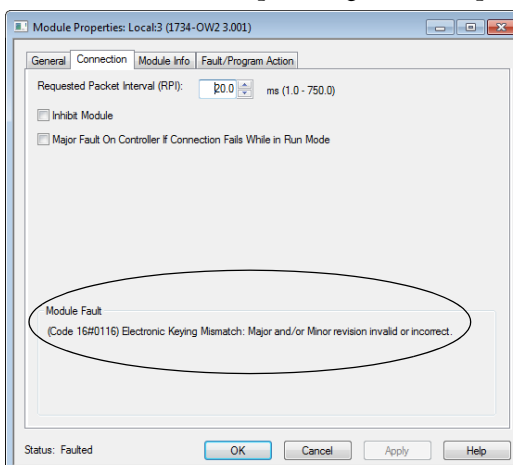 Module Properties: Local:3 (1734-OW2 3.001)
General Connection Module Info Fault/Program Action
Requested Packet Interval (RPI): 20.0 ms (1.0 - 750.0)
Inhibit Module
Major Fault On Controller If Connection Fails While in Run Mode
Module Fault
(Code 16#0116) Electronic Keying Mismatch: Major and/or Minor revision invalid or incorrect.
Status: Faulted OK Cancel Apply Help